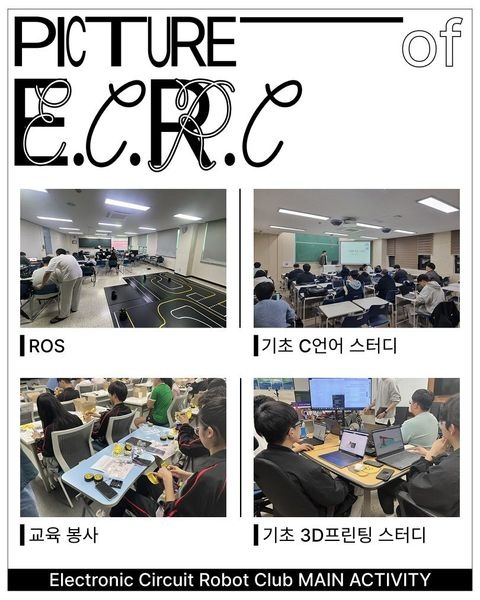 PICTURE of
E.C.R.C
ROS
기초 C언어 스터디
교육 봉사
기초 3D프린팅 스터디
Electronic Circuit Robot Club MAIN ACTIVITY